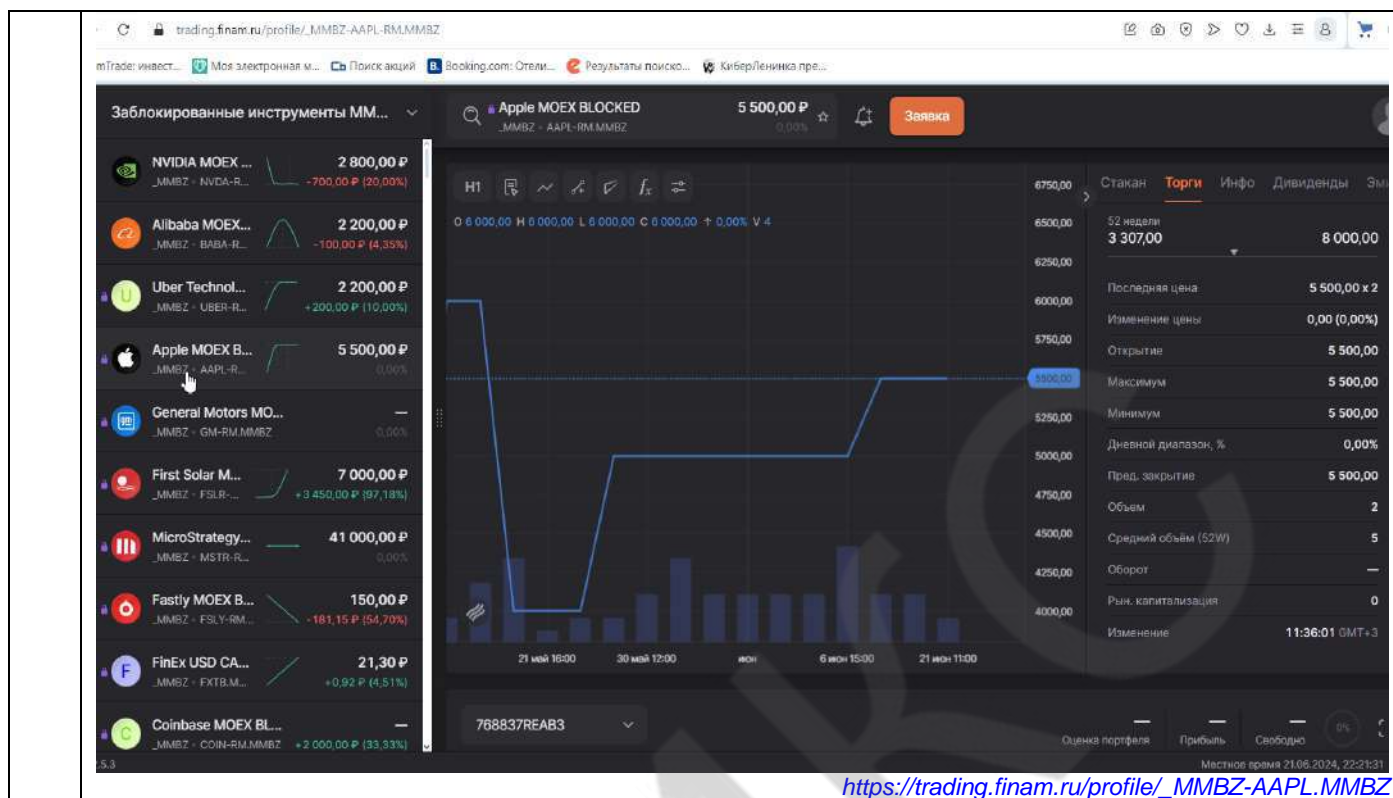 trading.finam.ru/profile/_MMBZ-AAPL-RM.MMBZ
mTrade: инвест... Моя электронная м... Поиск акций Booking.com: Отели... Результаты поиско... КиберЛенинка пре...
Заблокированные инструменты ММ...
Apple MOEX BLOCKED 5 500,00 ₽
_MMBZ • AAPL-RM.MMBZ 0,00%
Заявка
NVIDIA MOEX ... 2 800,00 ₽
_MMBZ • NVDA-R... -700,00 ₽ (20,00%)
Alibaba MOEX... 2 200,00 ₽
_MMBZ • BABA-R... -100,00 ₽ (4,35%)
Uber Technol... 2 200,00 ₽
_MMBZ • UBER-R... +200,00 ₽ (10,00%)
Apple MOEX B... 5 500,00 ₽
_MMBZ • AAPL-R... 0,00%
General Motors MO... —
_MMBZ • GM-RM.MMBZ 0,00%
First Solar M... 7 000,00 ₽
_MMBZ • FSLR-... +3 450,00 ₽ (97,18%)
MicroStrategy... 41 000,00 ₽
_MMBZ • MSTR-R... 0,00%
Fastly MOEX B... 150,00 ₽
_MMBZ • FSLY-RM... -181,15 ₽ (54,70%)
FinEx USD CA... 21,30 ₽
_MMBZ • FXTB.M... +0,92 ₽ (4,51%)
Coinbase MOEX BL... —
_MMBZ • COIN-RM.MMBZ +2 000,00 ₽ (33,33%)
H1
O 6 000,00 H 6 000,00 L 6 000,00 C 6 000,00 ↑ 0,00% V 4
6750,00
6500,00
6250,00
6000,00
5750,00
5500,00
5250,00
5000,00
4750,00
4500,00
4250,00
4000,00
21 май 16:00 30 май 12:00 июн 6 июн 15:00 21 июн 11:00
Стакан Торги Инфо Дивиденды Эм
52 недели
3 307,00 8 000,00
Последняя цена 5 500,00 x 2
Изменение цены 0,00 (0,00%)
Открытие 5 500,00
Максимум 5 500,00
Минимум 5 500,00
Дневной диапазон, % 0,00%
Пред. закрытие 5 500,00
Объем 2
Средний объём (52W) 5
Оборот —
Рын. капитализация 0
Изменение 11:36:01 GMT+3
768837REAB3
— — — 0%
Оценка портфеля Прибыль Свободно
.5.3
Местное время 21.06.2024, 22:21:31
https://trading.finam.ru/profile/_MMBZ-AAPL.MMBZ